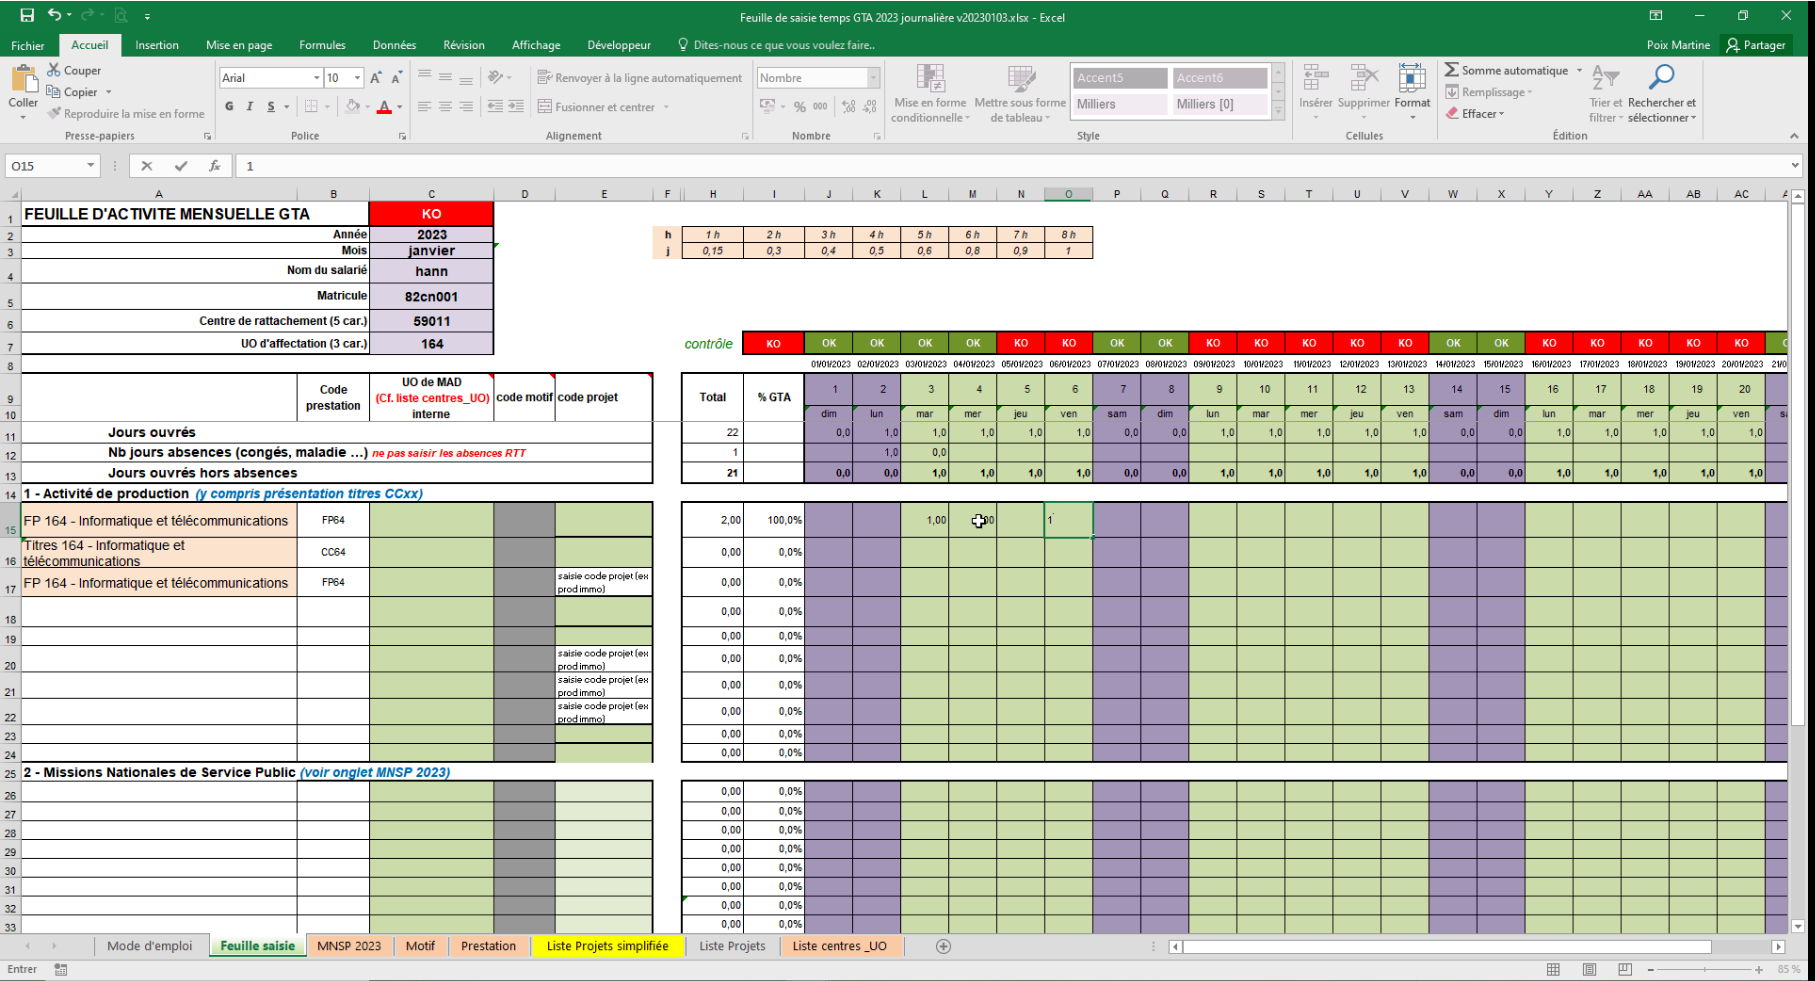 Feuille de saisie temps GTA 2023 journalière v20230103.xlsx - Excel
Fichier Accueil Insertion Mise en page Formules Données Révision Affichage Développeur Dites-nous ce que vous voulez faire.. Poix Martine Partager
Coller
Couper
Copier
Reproduire la mise en forme
Presse-papiers
Arial 10
G I S
Police
Renvoyer à la ligne automatiquement
Fusionner et centrer
Alignement
Nombre
% 000
Nombre
Mise en forme conditionnelle
Mettre sous forme de tableau
Accent5 Accent6
Milliers Milliers [0]
Style
Insérer Supprimer Format
Cellules
Somme automatique
Remplissage
Effacer
Trier et filtrer
Rechercher et sélectionner
Édition
O15 fx 1
A B C D E F H I J K L M N O P Q R S T U V W X Y Z AA AB AC
1 FEUILLE D'ACTIVITE MENSUELLE GTA KO
2 Année 2023 h 1 h 2 h 3 h 4 h 5 h 6 h 7 h 8 h
3 Mois janvier j 0,15 0,3 0,4 0,5 0,6 0,8 0,9 1
4 Nom du salarié hann
5 Matricule 82cn001
6 Centre de rattachement (5 car.) 59011
7 UO d'affectation (3 car.) 164 contrôle KO OK OK OK OK KO KO OK OK KO KO KO KO KO OK OK KO KO KO KO KO
8 01/01/2023 02/01/2023 03/01/2023 04/01/2023 05/01/2023 06/01/2023 07/01/2023 08/01/2023 09/01/2023 10/01/2023 11/01/2023 12/01/2023 13/01/2023 14/01/2023 15/01/2023 16/01/2023 17/01/2023 18/01/2023 19/01/2023 20/01/2023
9 Code prestation UO de MAD (Cf. liste centres_UO) interne code motif code projet Total % GTA 1 2 3 4 5 6 7 8 9 10 11 12 13 14 15 16 17 18 19 20
10 dim lun mar mer jeu ven sam dim lun mar mer jeu ven sam dim lun mar mer jeu ven
11 Jours ouvrés 22 0,0 1,0 1,0 1,0 1,0 1,0 0,0 0,0 1,0 1,0 1,0 1,0 1,0 0,0 0,0 1,0 1,0 1,0 1,0 1,0
12 Nb jours absences (congés, maladie ...) ne pas saisir les absences RTT 1 1,0 0,0
13 Jours ouvrés hors absences 21 0,0 0,0 1,0 1,0 1,0 1,0 0,0 0,0 1,0 1,0 1,0 1,0 1,0 0,0 0,0 1,0 1,0 1,0 1,0 1,0
14 1 - Activité de production (y compris présentation titres CCxx)
15 FP 164 - Informatique et télécommunications FP64 2,00 100,0% 1,00 1
16 Titres 164 - Informatique et télécommunications CC64 0,00 0,0%
17 FP 164 - Informatique et télécommunications FP64 saisie code projet (ex prod immo) 0,00 0,0%
18 0,00 0,0%
19 0,00 0,0%
20 saisie code projet (ex prod immo) 0,00 0,0%
21 saisie code projet (ex prod immo) 0,00 0,0%
22 saisie code projet (ex prod immo) 0,00 0,0%
23 0,00 0,0%
24 0,00 0,0%
25 2 - Missions Nationales de Service Public (voir onglet MNSP 2023)
26 0,00 0,0%
27 0,00 0,0%
28 0,00 0,0%
29 0,00 0,0%
30 0,00 0,0%
31 0,00 0,0%
32 0,00 0,0%
33 0,00 0,0%
Mode d'emploi Feuille saisie MNSP 2023 Motif Prestation Liste Projets simplifiée Liste Projets Liste centres _UO
Entrer 85 %